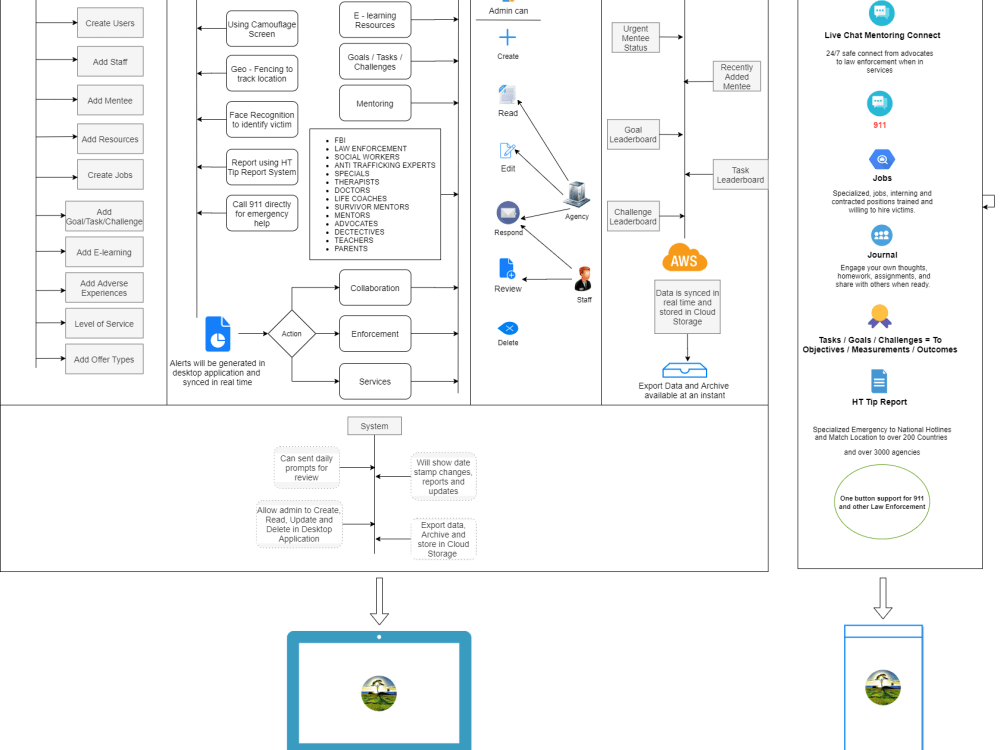 Create Users
Add Staff
Add Mentee
Add Resources
Create Jobs
Add
Goal/Task/Challenge
Add E-learning
Add Adverse
Experiences
Level of Service
Add Offer Types
Using Camouflage
Screen
Geo - Fencing to
track location
Face Recognition
to identify victim
Report using HT
Tip Report System
Call 911 directly
for emergency
help
Alerts will be generated in
desktop application and
synced in real time
Action
E - learning
Resources
Goals / Tasks /
Challenges
Mentoring
FBI
LAW ENFORCEMENT
SOCIAL WORKERS
ANTI TRAFFICKING EXPERTS
SPECIALS
THERAPISTS
DOCTORS
LIFE COACHES
SURVIVOR MENTORS
MENTORS
ADVOCATES
DECTECTIVES
TEACHERS
PARENTS
Collaboration
Enforcement
Services
Admin can
Create
Read
Edit
Respond
Review
Delete
Agency
Staff
Urgent
Mentee
Status
Recently
Added
Mentee
Goal
Leaderboard
Task
Leaderboard
Challenge
Leaderboard
AWS
Data is synced in
real time and
stored in Cloud
Storage
Export Data and Archive
available at an instant
System
Can sent daily
prompts for
review
Will show date
stamp changes,
reports and
updates
Allow admin to Create,
Read, Update and
Delete in Desktop
Application
Export data,
Archive and
store in Cloud
Storage
Live Chat Mentoring Connect
24/7 safe connect from advocates
to law enforcement when in
services
911
Jobs
Specialized, jobs, interning and
contracted positions trained and
willing to hire victims.
Journal
Engage your own thoughts,
homework, assignments, and
share with others when ready.
Tasks / Goals / Challenges = To
Objectives / Measurements / Outcomes
HT Tip Report
Specialized Emergency to National Hotlines
and Match Location to over 200 Countries
and over 3000 agencies
One button support for 911
and other Law Enforcement